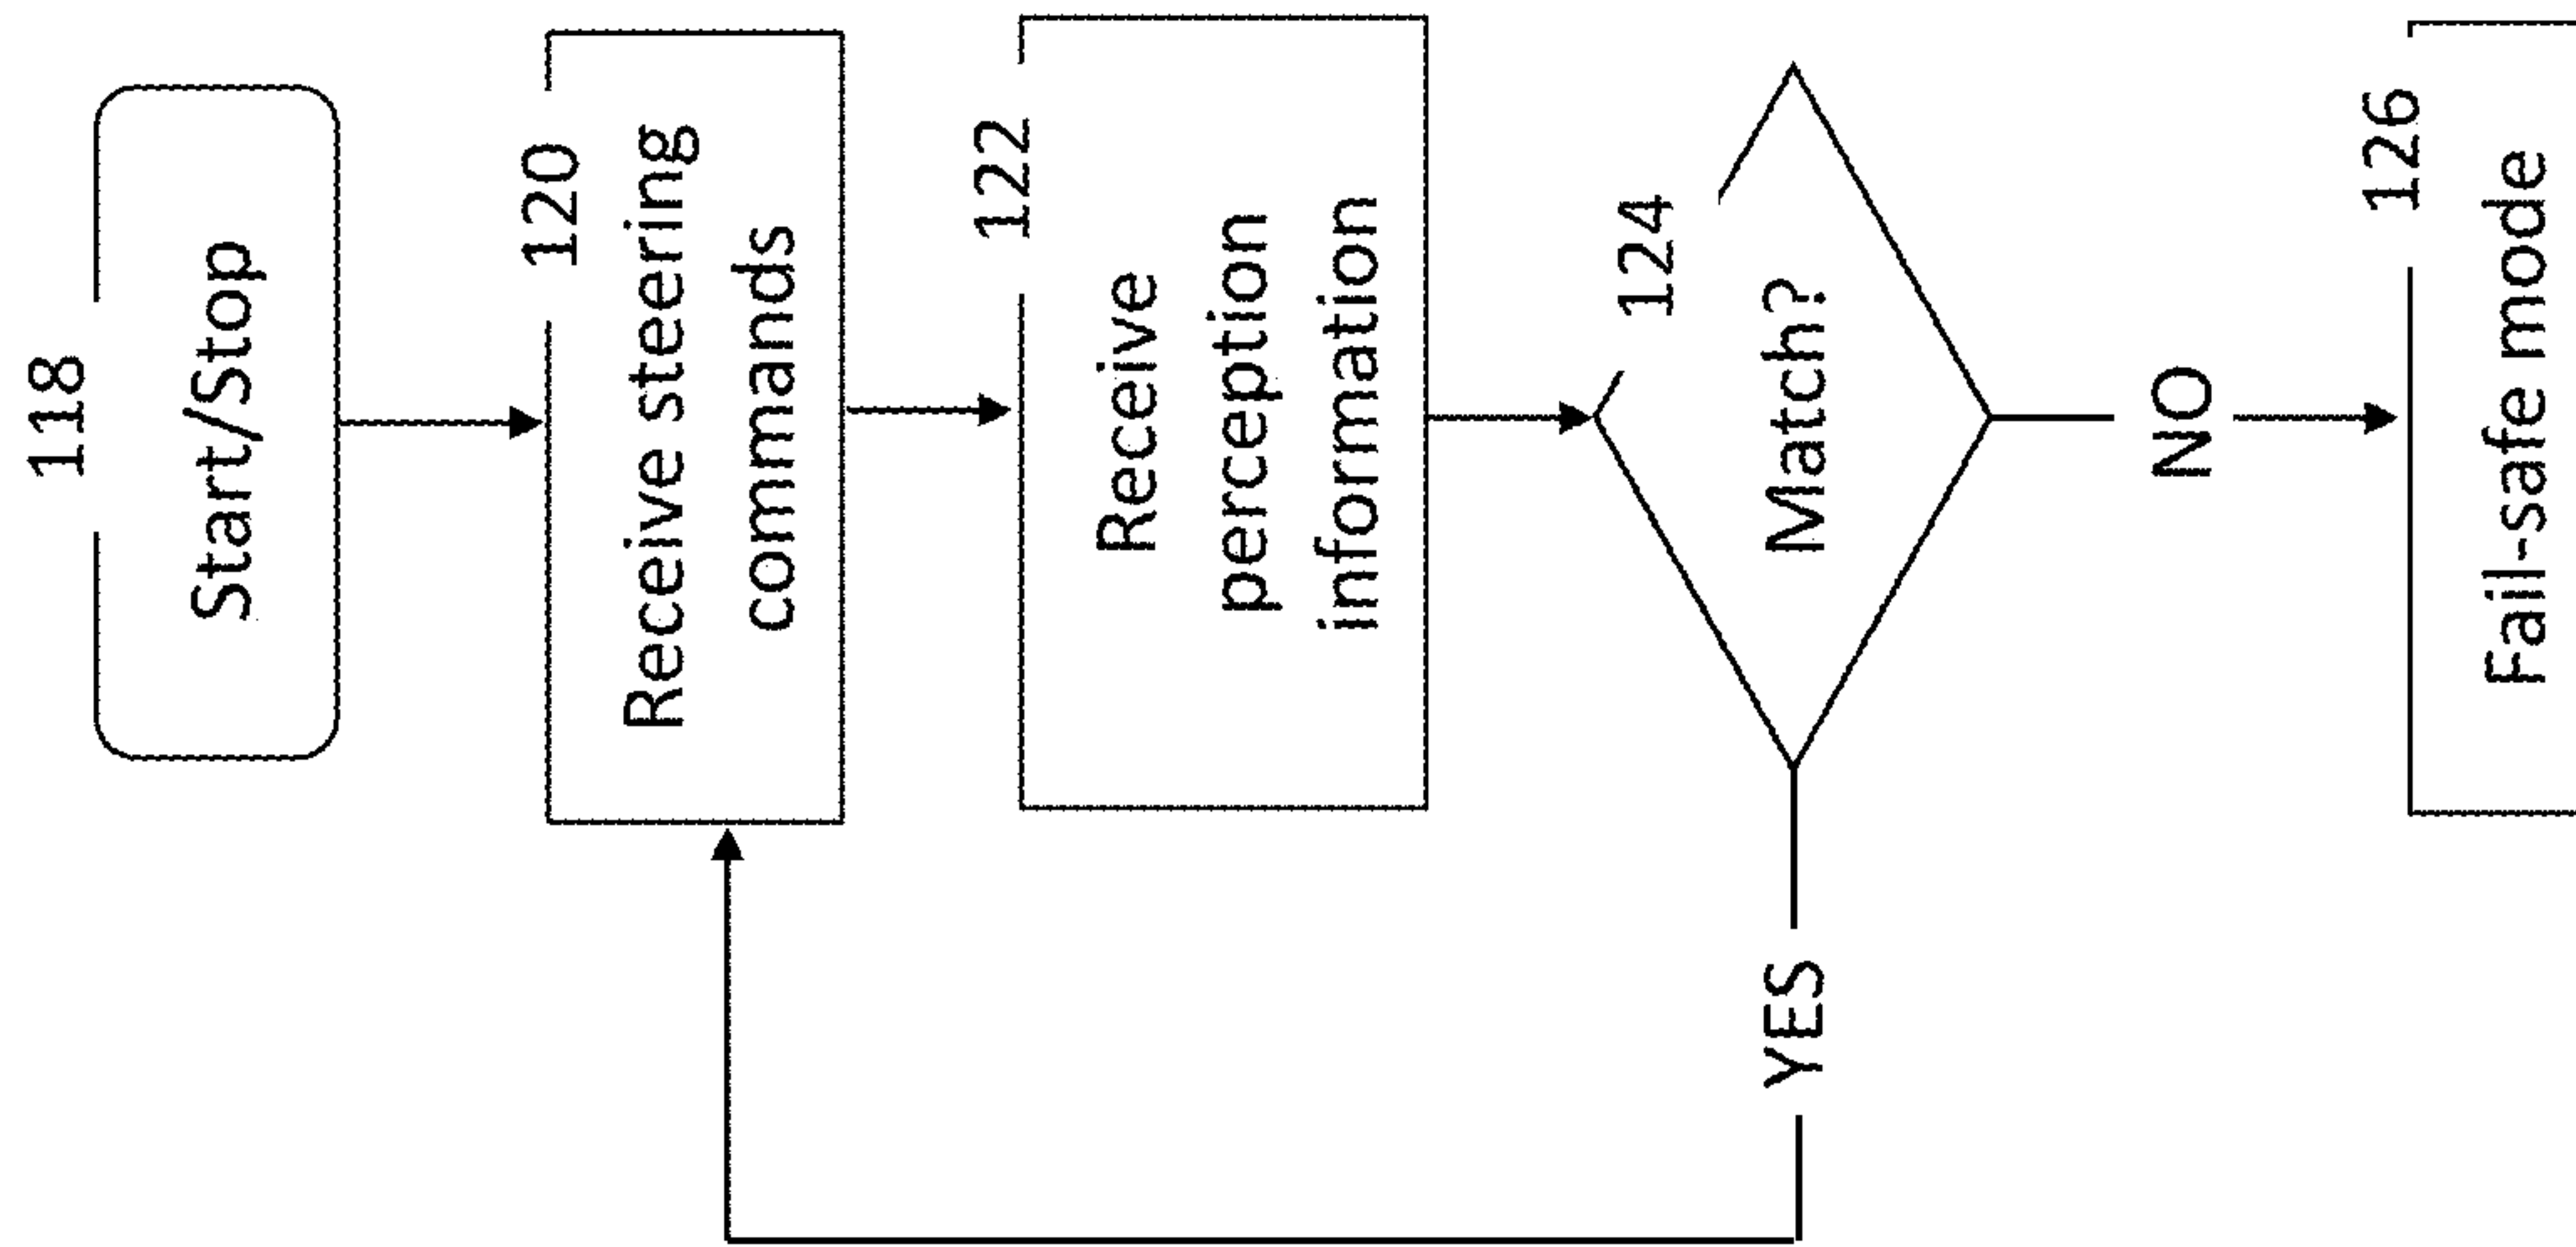 118
Start/Stop
120
Receive steering
commands
122
Receive
perception
information
124
Match?
YES
NO
126
Fail-safe mode